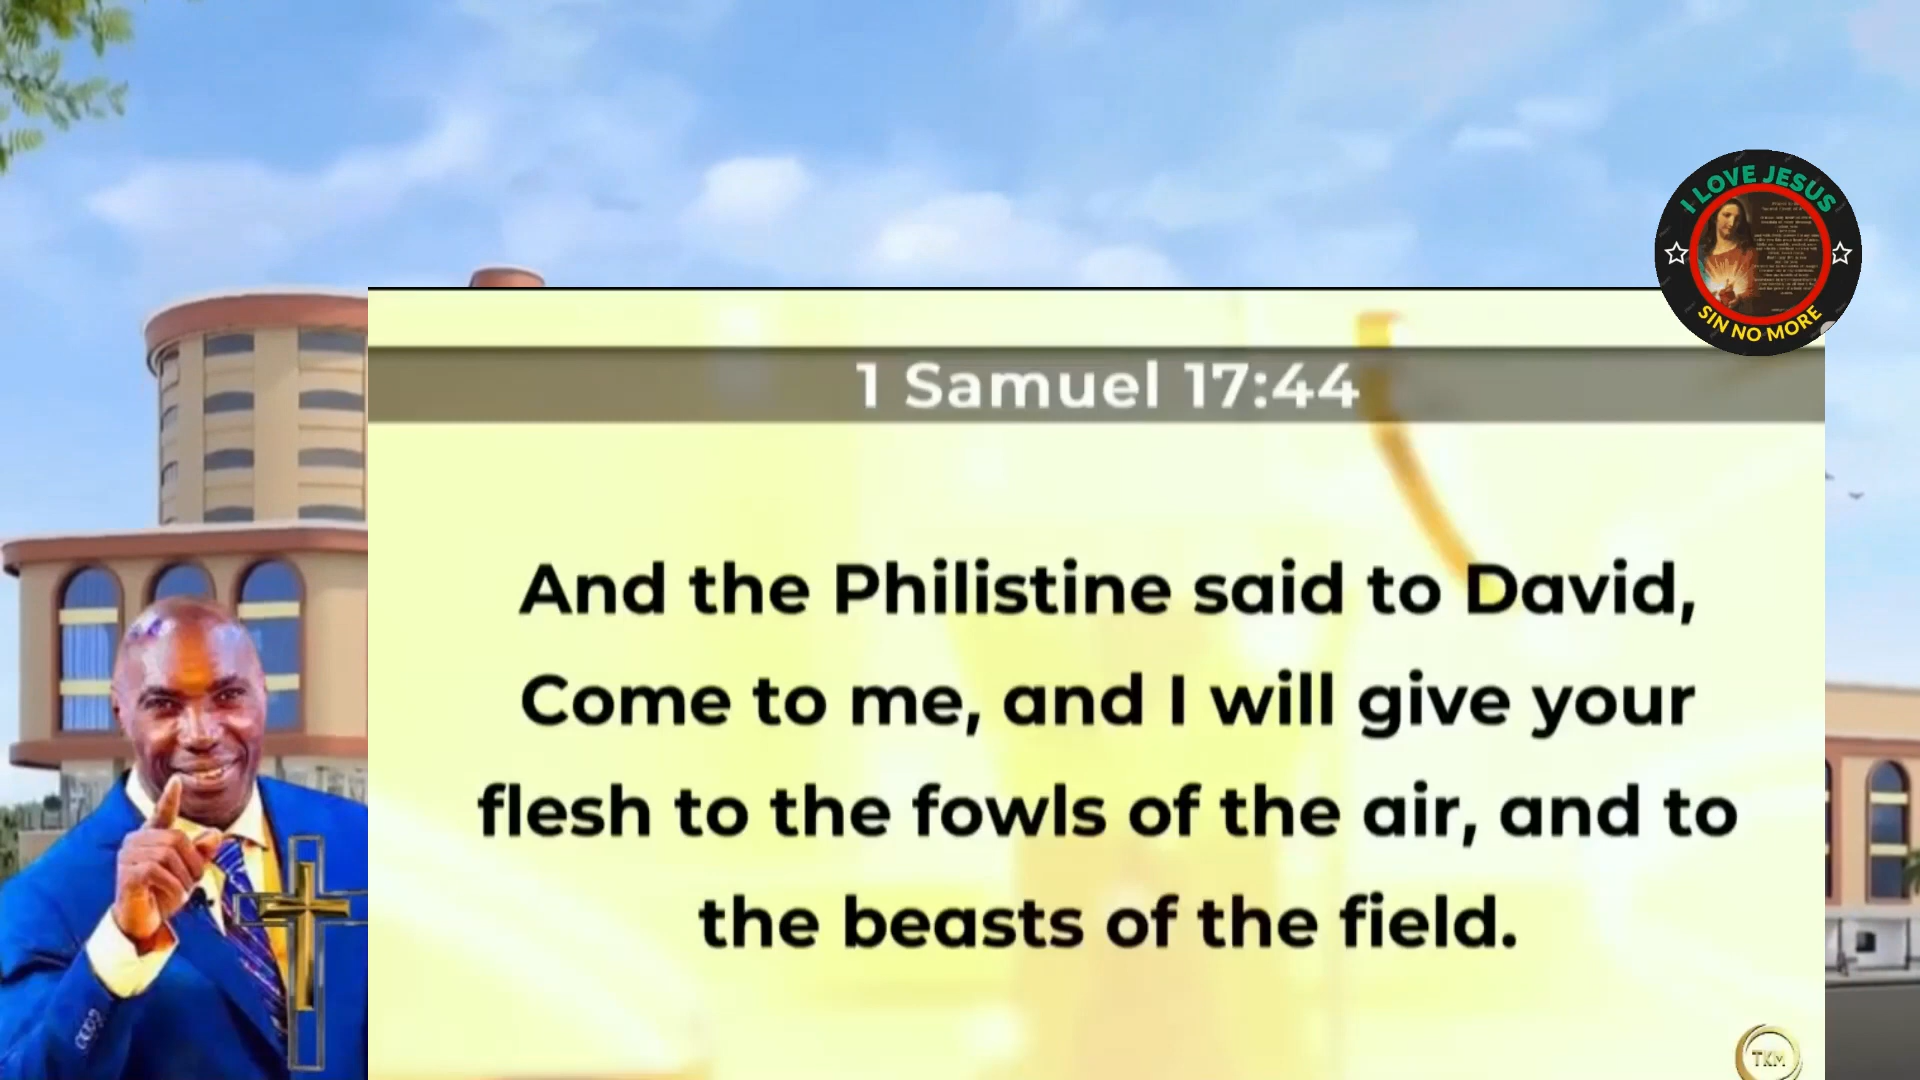 I LOVE JESUS
SIN NO MORE
1 Samuel 17:44
And the Philistine said to David,
Come to me, and I will give your
flesh to the fowls of the air, and to
the beasts of the field.
TKM